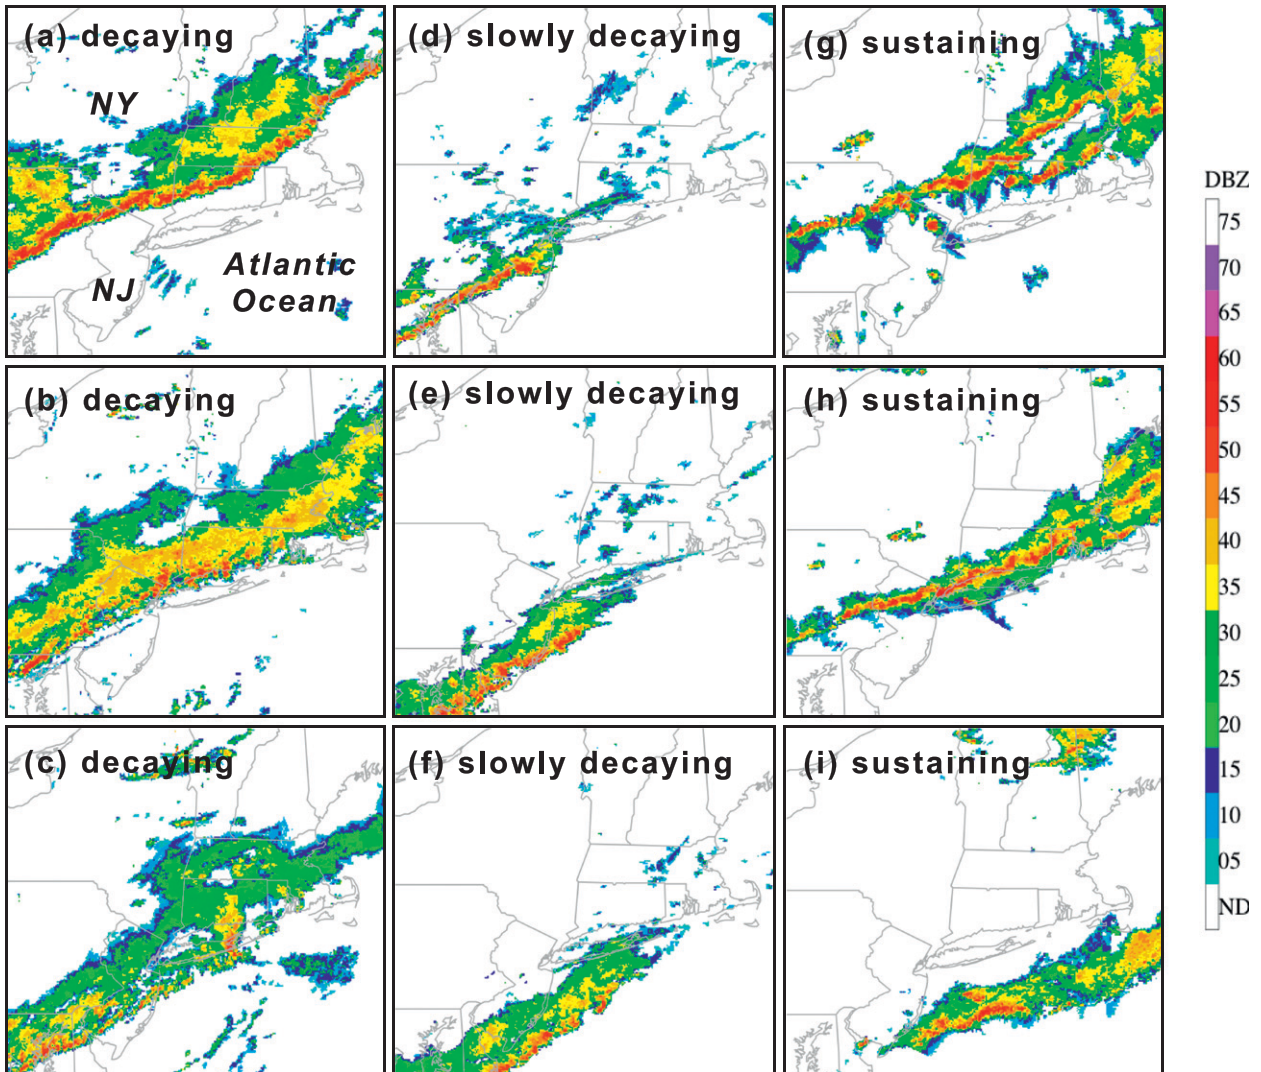 (a) decaying
NY
NJ
Atlantic
Ocean
(d) slowly decaying
(g) sustaining
(b) decaying
(e) slowly decaying
(h) sustaining
(c) decaying
(f) slowly decaying
(i) sustaining
DBZ
75
70
65
60
55
50
45
40
35
30
25
20
15
10
05
ND